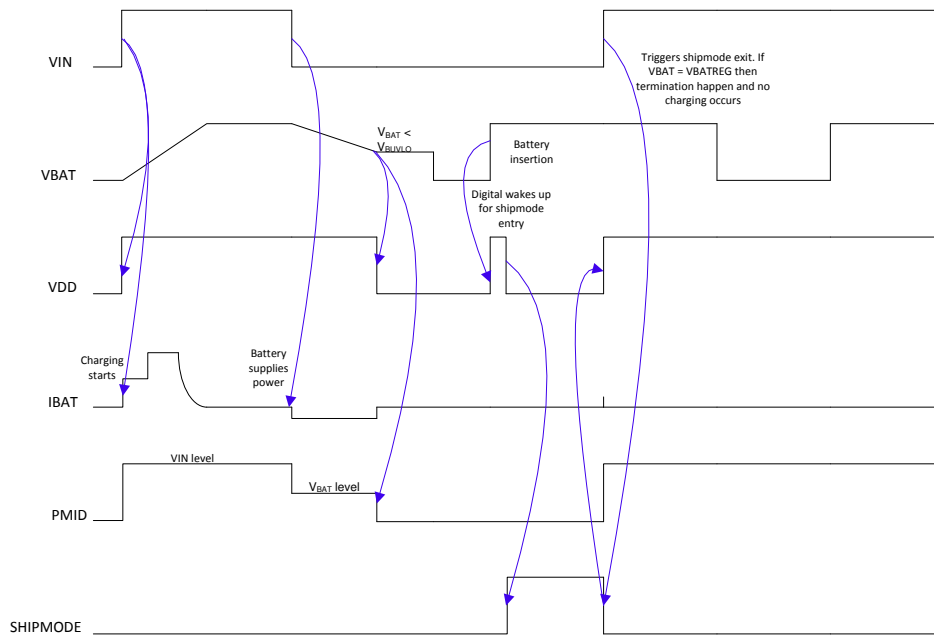 VIN
Triggers shipmode exit. If
VBAT = VBATREG then
termination happen and no
charging occurs
VBAT
VBAT <
VBUVLO
Battery
insertion
Digital wakes up
for shipmode
entry
VDD
Charging
starts
Battery
supplies
power
IBAT
VIN level
VBAT level
PMID
SHIPMODE